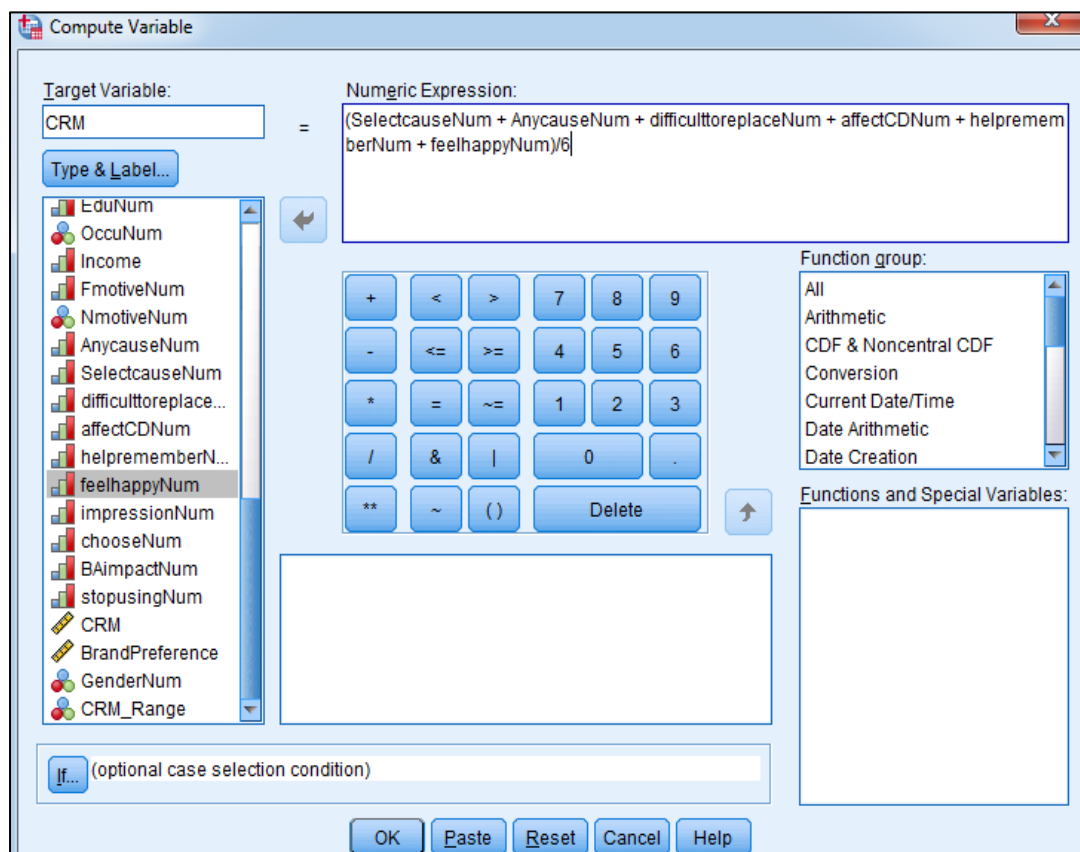 Compute Variable
X
Target Variable:
CRM
=
Numeric Expression:
(SelectcauseNum + AnycauseNum + difficulttoreplaceNum + affectCDNum + helpremem
berNum + feelhappyNum)/6
Type & Label...
EduNum
OccuNum
Income
FmotiveNum
NmotiveNum
AnycauseNum
SelectcauseNum
difficulttoreplace...
affectCDNum
helprememberN...
feelhappyNum
impressionNum
chooseNum
BAimpactNum
stopusingNum
CRM
BrandPreference
GenderNum
CRM_Range
+ < > 7 8 9
- <= >= 4 5 6
* = ~= 1 2 3
/ & | 0 .
** ~ ( ) Delete
Function group:
All
Arithmetic
CDF & Noncentral CDF
Conversion
Current Date/Time
Date Arithmetic
Date Creation
Functions and Special Variables:
If... (optional case selection condition)
OK Paste Reset Cancel Help